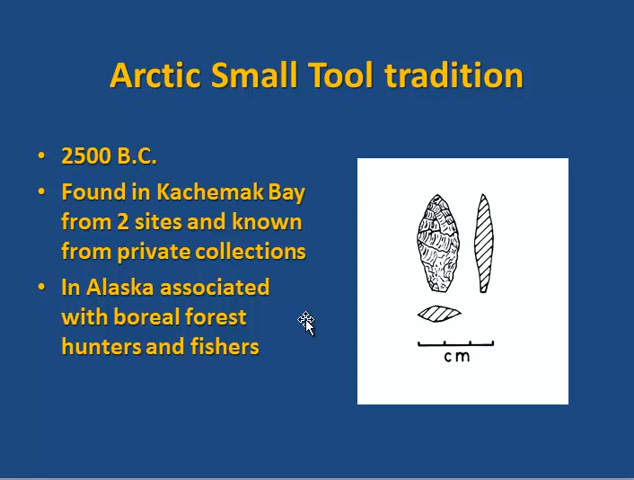 Arctic Small Tool tradition
• 2500 B.C.
• Found in Kachemak Bay
from 2 sites and known
from private collections
• In Alaska associated
with boreal forest
hunters and fishers
cm